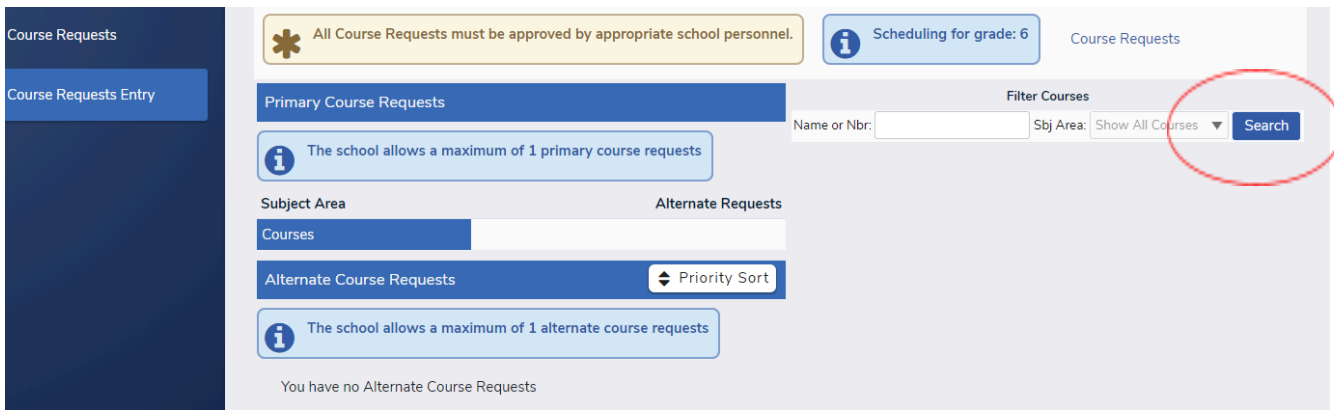 Course Requests
Course Requests Entry
All Course Requests must be approved by appropriate school personnel.
Scheduling for grade: 6
Course Requests
Primary Course Requests
The school allows a maximum of 1 primary course requests
Subject Area Alternate Requests
Courses
Alternate Course Requests Priority Sort
The school allows a maximum of 1 alternate course requests
You have no Alternate Course Requests
Filter Courses
Name or Nbr: Sbj Area: Show All Courses Search